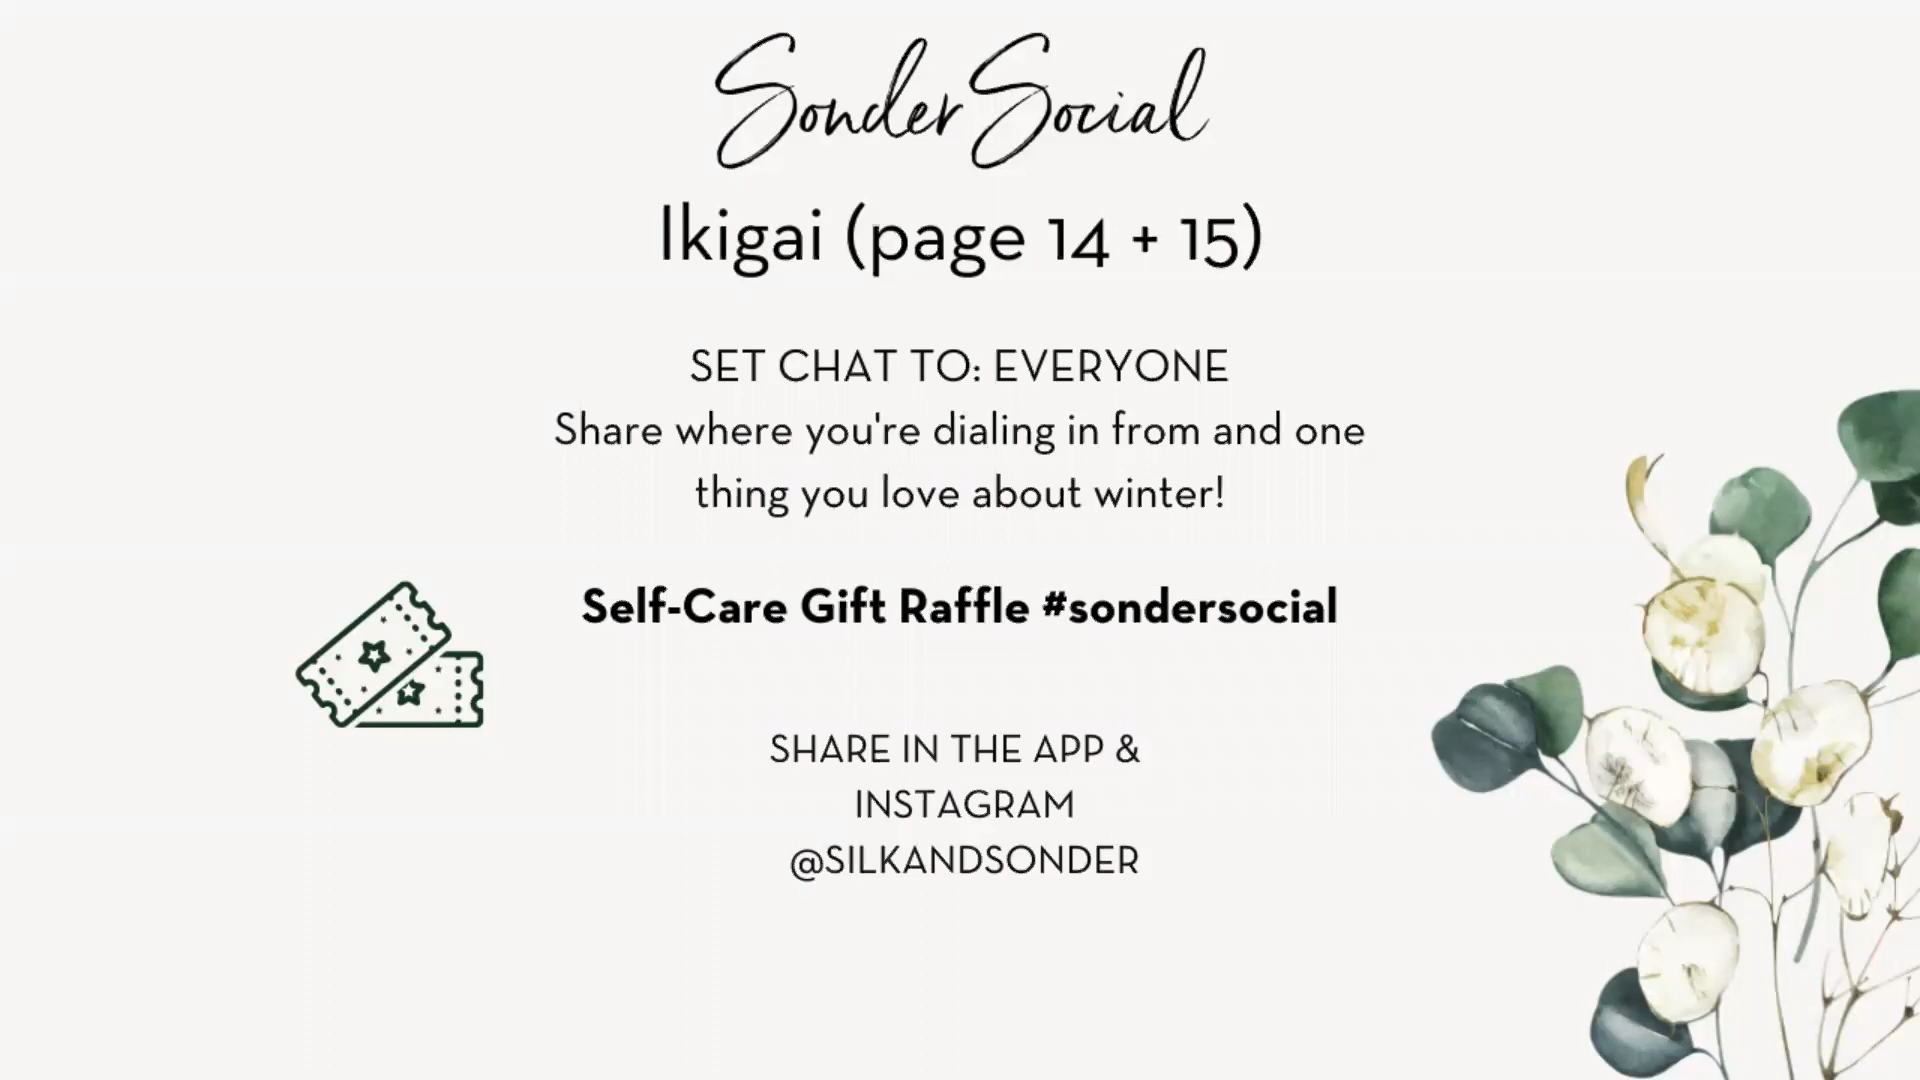 Sonder Social
Ikigai (page 14 + 15)
SET CHAT TO: EVERYONE
Share where you're dialing in from and one
thing you love about winter!
Self-Care Gift Raffle #sondersocial
SHARE IN THE APP &
INSTAGRAM
@SILKANDSONDER